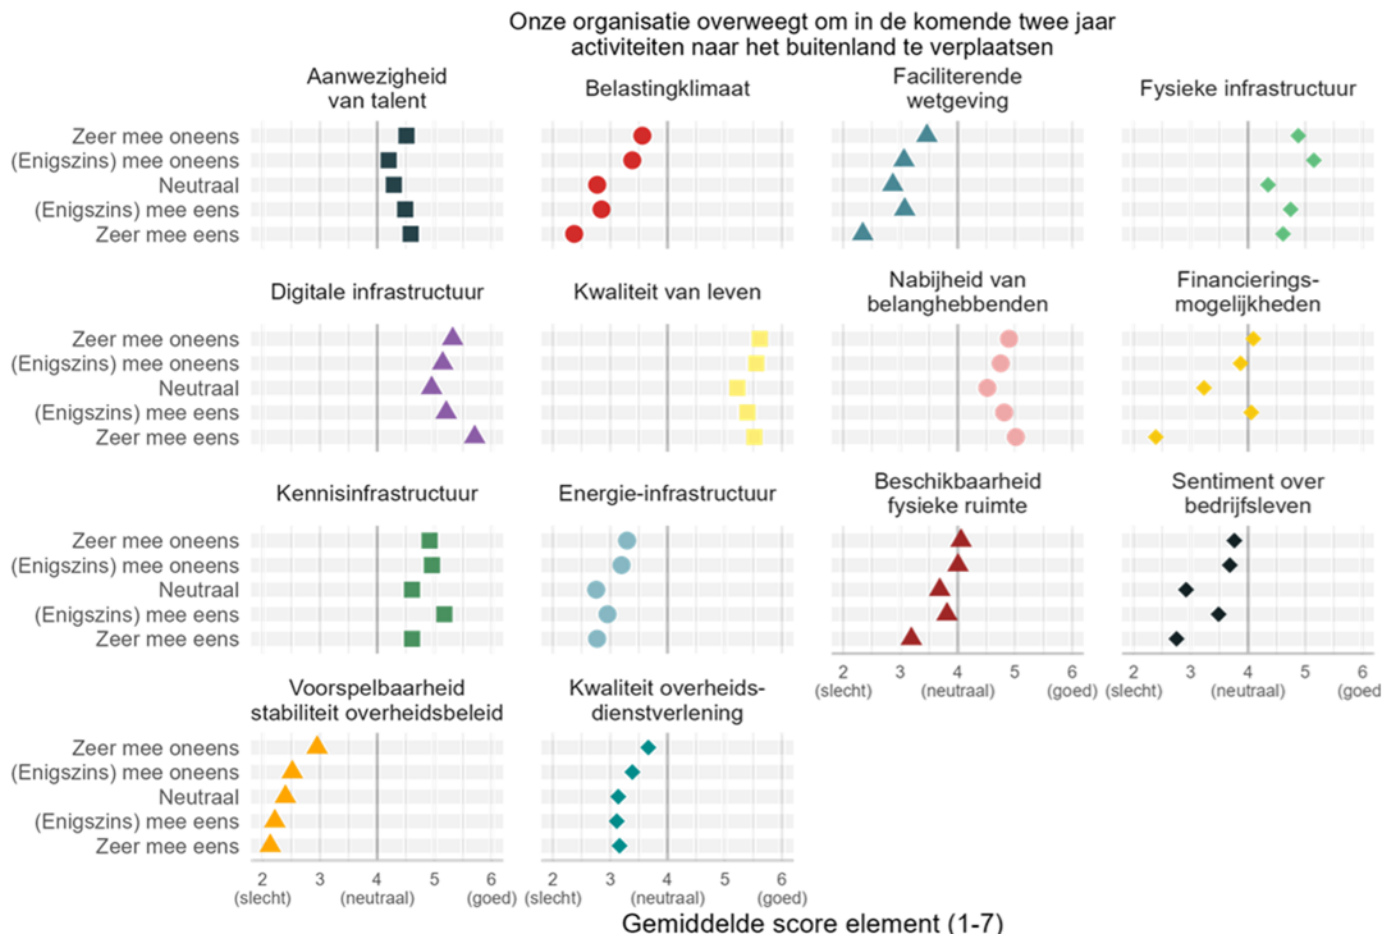 Onze organisatie overweegt om in de komende twee jaar
activiteiten naar het buitenland te verplaatsen
Aanwezigheid
van talent
Belastingklimaat
Faciliterende
wetgeving
Fysieke infrastructuur
Zeer mee oneens
(Enigszins) mee oneens
Neutraal
(Enigszins) mee eens
Zeer mee eens
Digitale infrastructuur
Kwaliteit van leven
Nabijheid van
belanghebbenden
Financierings-
mogelijkheden
Zeer mee oneens
(Enigszins) mee oneens
Neutraal
(Enigszins) mee eens
Zeer mee eens
Kennisinfrastructuur
Energie-infrastructuur
Beschikbaarheid
fysieke ruimte
Sentiment over
bedrijfsleven
Zeer mee oneens
(Enigszins) mee oneens
Neutraal
(Enigszins) mee eens
Zeer mee eens
2 3 4 5 6
(slecht) (neutraal) (goed)
2 3 4 5 6
(slecht) (neutraal) (goed
Voorspelbaarheid
stabiliteit overheidsbeleid
Kwaliteit overheids-
dienstverlening
Zeer mee oneens
(Enigszins) mee oneens
Neutraal
(Enigszins) mee eens
Zeer mee eens
2 3 4 5 6
(slecht) (neutraal) (goed)
2 3 4 5 6
(slecht) (neutraal) (goed)
Gemiddelde score element (1-7)